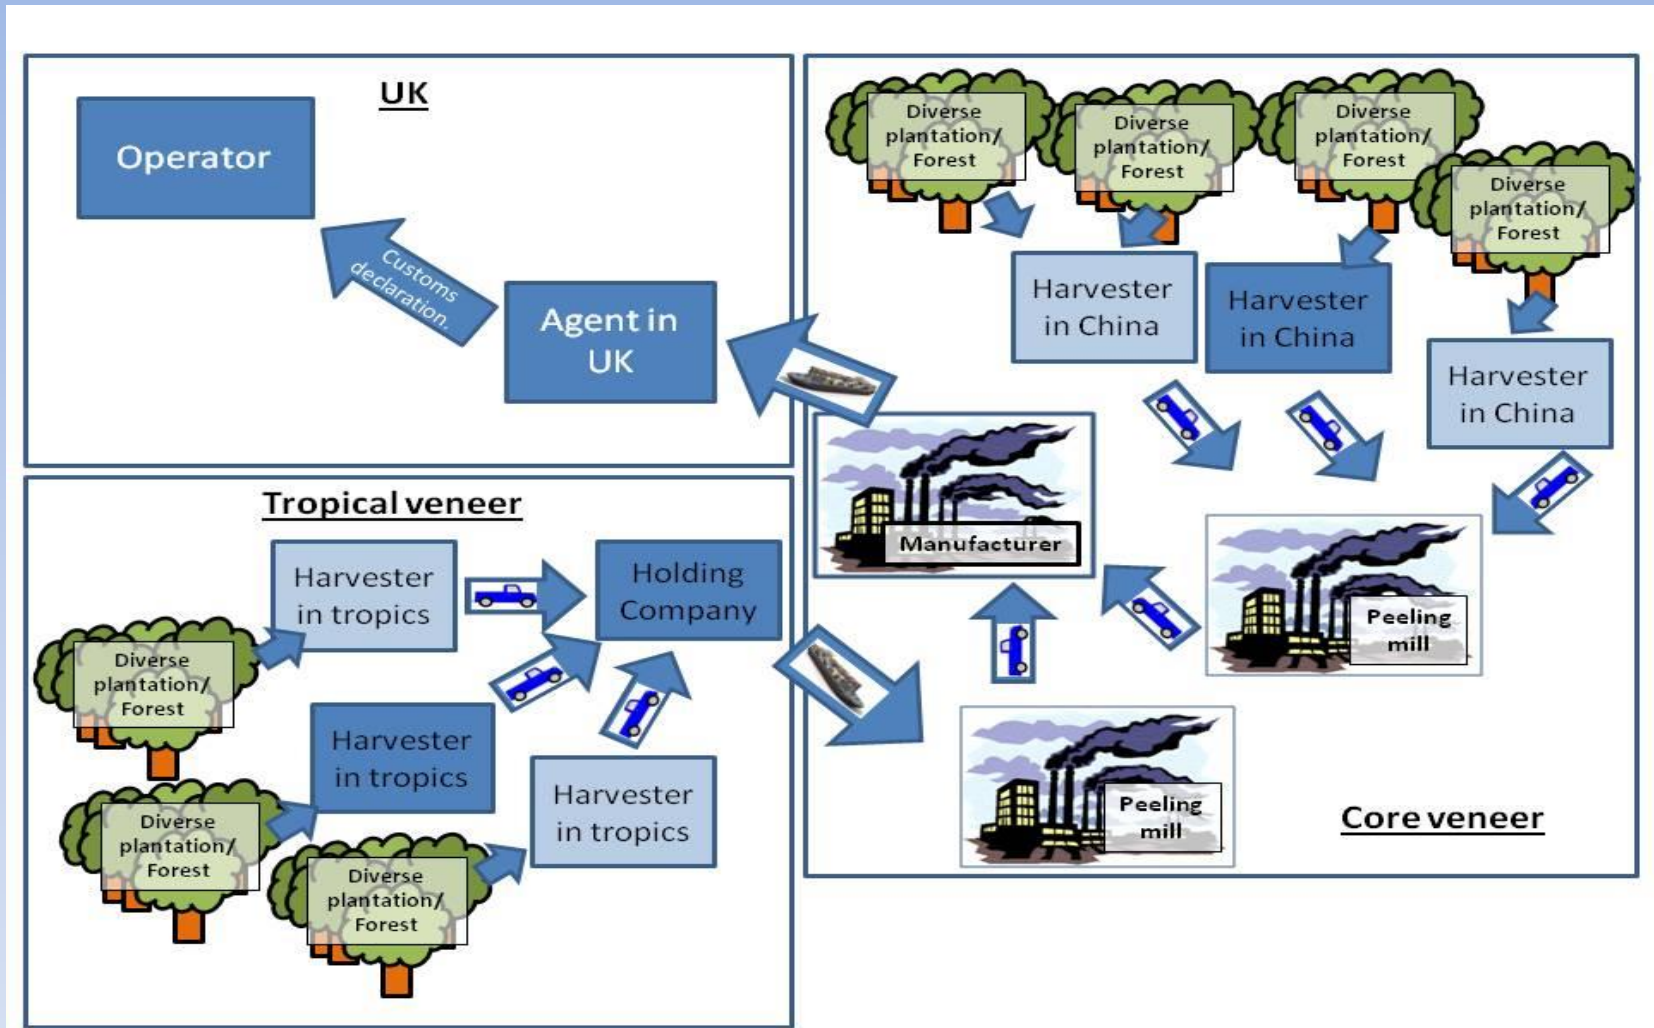 UK
Operator
Customs
declaration.
Agent in
UK
Diverse
plantation/
Forest
Diverse
plantation/
Forest
Diverse
plantation/
Forest
Diverse
plantation/
Forest
Harvester
in China
Harvester
in China
Harvester
in China
Manufacturer
Peeling
mill
Peeling
mill
Core veneer
Tropical veneer
Harvester
in tropics
Holding
Company
Diverse
plantation/
Forest
Harvester
in tropics
Harvester
in tropics
Diverse
plantation/
Forest
Diverse
plantation/
Forest